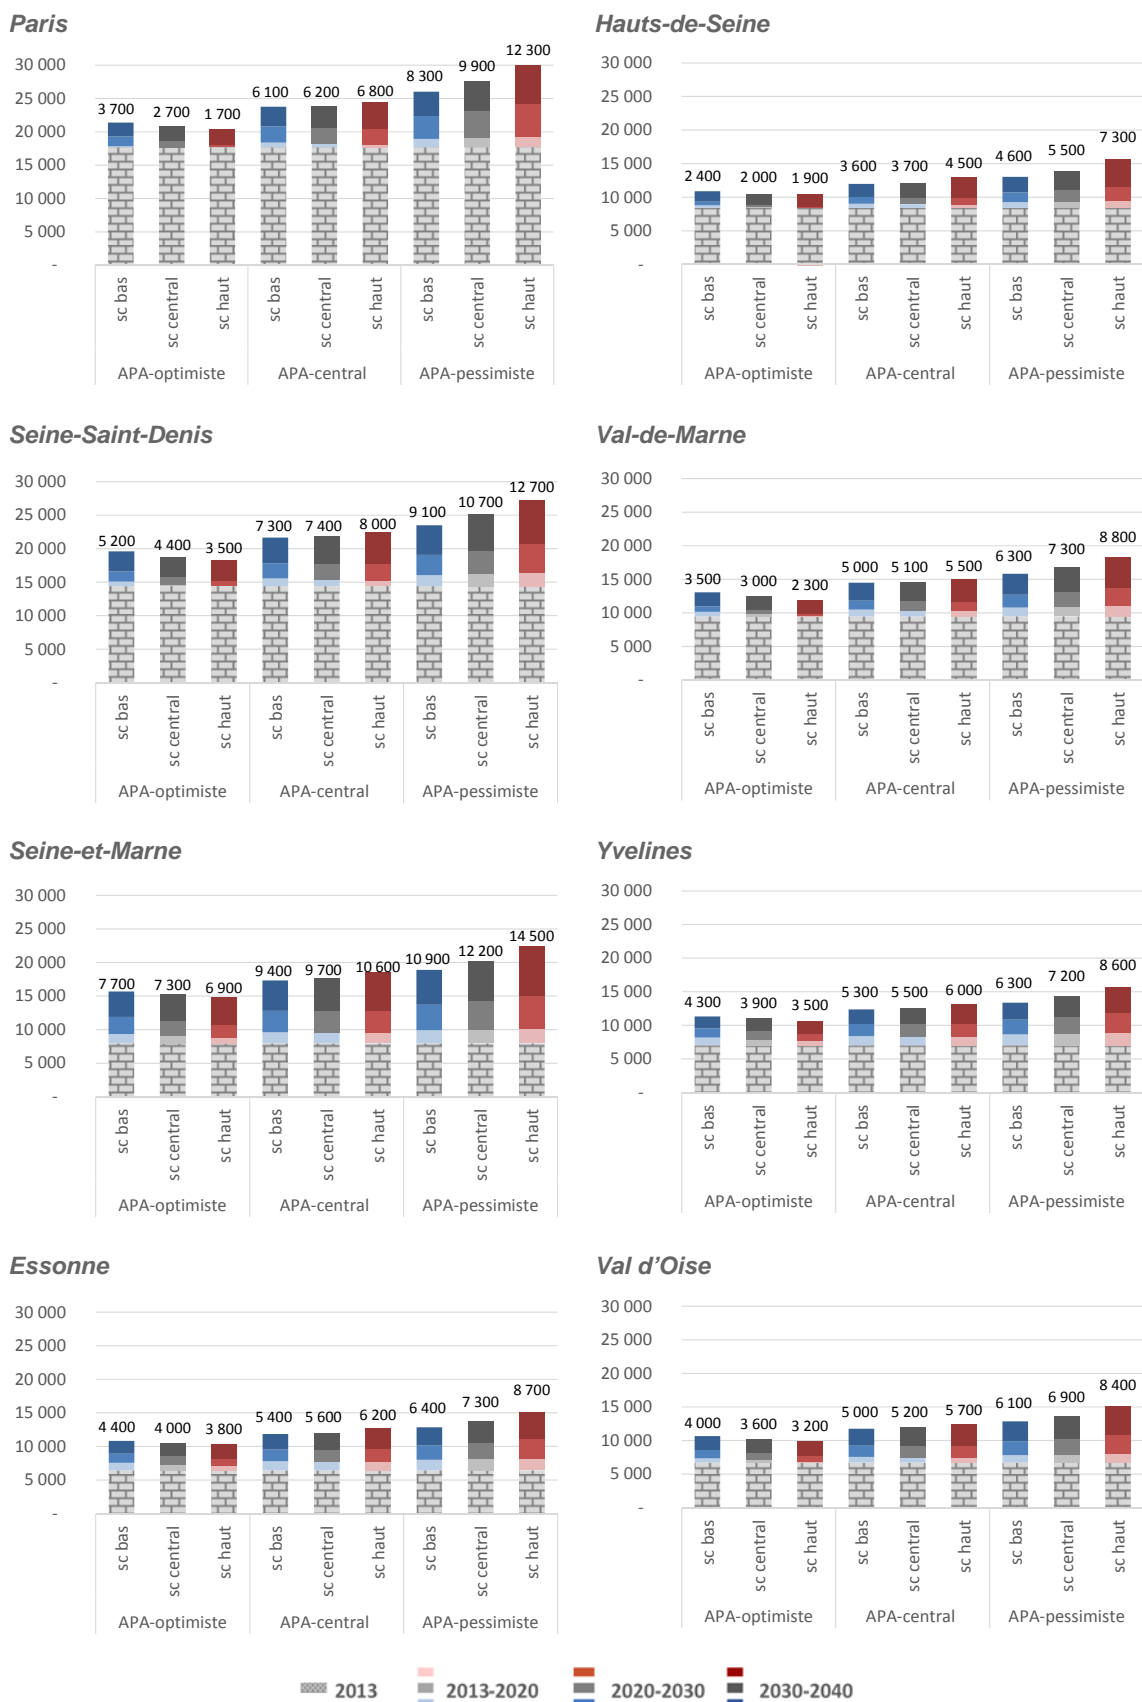 Paris
30 000
25 000
20 000
15 000
10 000
5 000
-
3 700
2 700
1 700
6 100
6 200
6 800
8 300
9 900
12 300
sc bas
sc central
sc haut
sc bas
sc central
sc haut
sc bas
sc central
sc haut
APA-optimiste
APA-central
APA-pessimiste
Hauts-de-Seine
30 000
25 000
20 000
15 000
10 000
5 000
-
2 400
2 000
1 900
3 600
3 700
4 500
4 600
5 500
7 300
sc bas
sc central
sc haut
sc bas
sc central
sc haut
sc bas
sc central
sc haut
APA-optimiste
APA-central
APA-pessimiste
Seine-Saint-Denis
30 000
25 000
20 000
15 000
10 000
5 000
-
5 200
4 400
3 500
7 300
7 400
8 000
9 100
10 700
12 700
sc bas
sc central
sc haut
sc bas
sc central
sc haut
sc bas
sc central
sc haut
APA-optimiste
APA-central
APA-pessimiste
Val-de-Marne
30 000
25 000
20 000
15 000
10 000
5 000
-
3 500
3 000
2 300
5 000
5 100
5 500
6 300
7 300
8 800
sc bas
sc central
sc haut
sc bas
sc central
sc haut
sc bas
sc central
sc haut
APA-optimiste
APA-central
APA-pessimiste
Seine-et-Marne
30 000
25 000
20 000
15 000
10 000
5 000
-
7 700
7 300
6 900
9 400
9 700
10 600
10 900
12 200
14 500
sc bas
sc central
sc haut
sc bas
sc central
sc haut
sc bas
sc central
sc haut
APA-optimiste
APA-central
APA-pessimiste
Yvelines
30 000
25 000
20 000
15 000
10 000
5 000
-
4 300
3 900
3 500
5 300
5 500
6 000
6 300
7 200
8 600
sc bas
sc central
sc haut
sc bas
sc central
sc haut
sc bas
sc central
sc haut
APA-optimiste
APA-central
APA-pessimiste
Essonne
30 000
25 000
20 000
15 000
10 000
5 000
-
4 400
4 000
3 800
5 400
5 600
6 200
6 400
7 300
8 700
sc bas
sc central
sc haut
sc bas
sc central
sc haut
sc bas
sc central
sc haut
APA-optimiste
APA-central
APA-pessimiste
Val d’Oise
30 000
25 000
20 000
15 000
10 000
5 000
-
4 000
3 600
3 200
5 000
5 200
5 700
6 100
6 900
8 400
sc bas
sc central
sc haut
sc bas
sc central
sc haut
sc bas
sc central
sc haut
APA-optimiste
APA-central
APA-pessimiste
2013
2013-2020
2020-2030
2030-2040